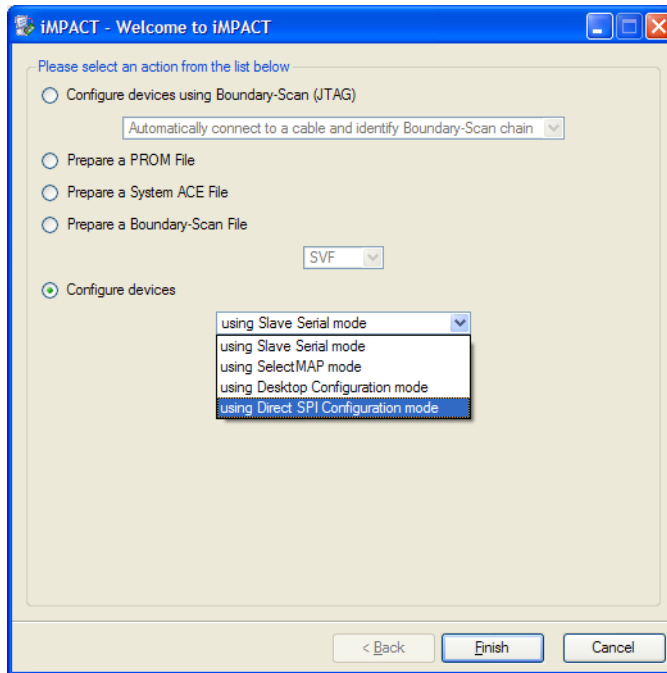 iMPACT - Welcome to iMPACT
Please select an action from the list below
Configure devices using Boundary-Scan (JTAG)
Automatically connect to a cable and identify Boundary-Scan chain
Prepare a PROM File
Prepare a System ACE File
Prepare a Boundary-Scan File
SVF
Configure devices
using Slave Serial mode
using Slave Serial mode
using SelectMAP mode
using Desktop Configuration mode
using Direct SPI Configuration mode
< Back Finish Cancel